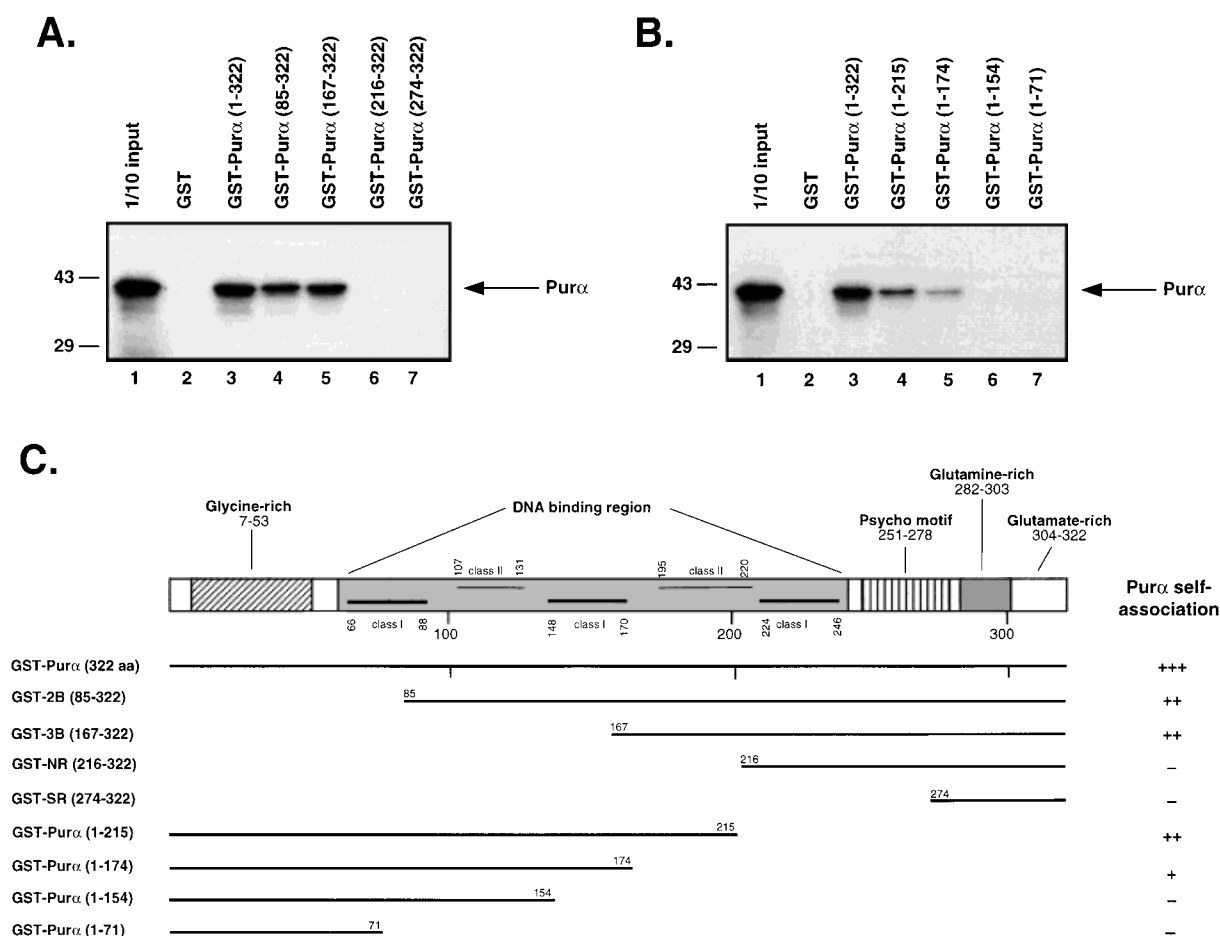 A.
1/10 input
GST
GST-Purα (1-322)
GST-Purα (85-322)
GST-Purα (167-322)
GST-Purα (216-322)
GST-Purα (274-322)
43
29
Purα
1 2 3 4 5 6 7
B.
1/10 input
GST
GST-Purα (1-322)
GST-Purα (1-215)
GST-Purα (1-174)
GST-Purα (1-154)
GST-Purα (1-71)
43
29
Purα
1 2 3 4 5 6 7
C.
Glycine-rich
7-53
DNA binding region
Glutamine-rich
282-303
Psycho motif
251-278
Glutamate-rich
304-322
107 class II 131
195 class II 220
66 class I 88
148 class I 170
224 class I 246
100 200 300
Purα self-
association
GST-Purα (322 aa) +++
GST-2B (85-322) 85 ++
GST-3B (167-322) 167 ++
GST-NR (216-322) 216 –
GST-SR (274-322) 274 –
GST-Purα (1-215) 215 ++
GST-Purα (1-174) 174 +
GST-Purα (1-154) 154 –
GST-Purα (1-71) 71 –